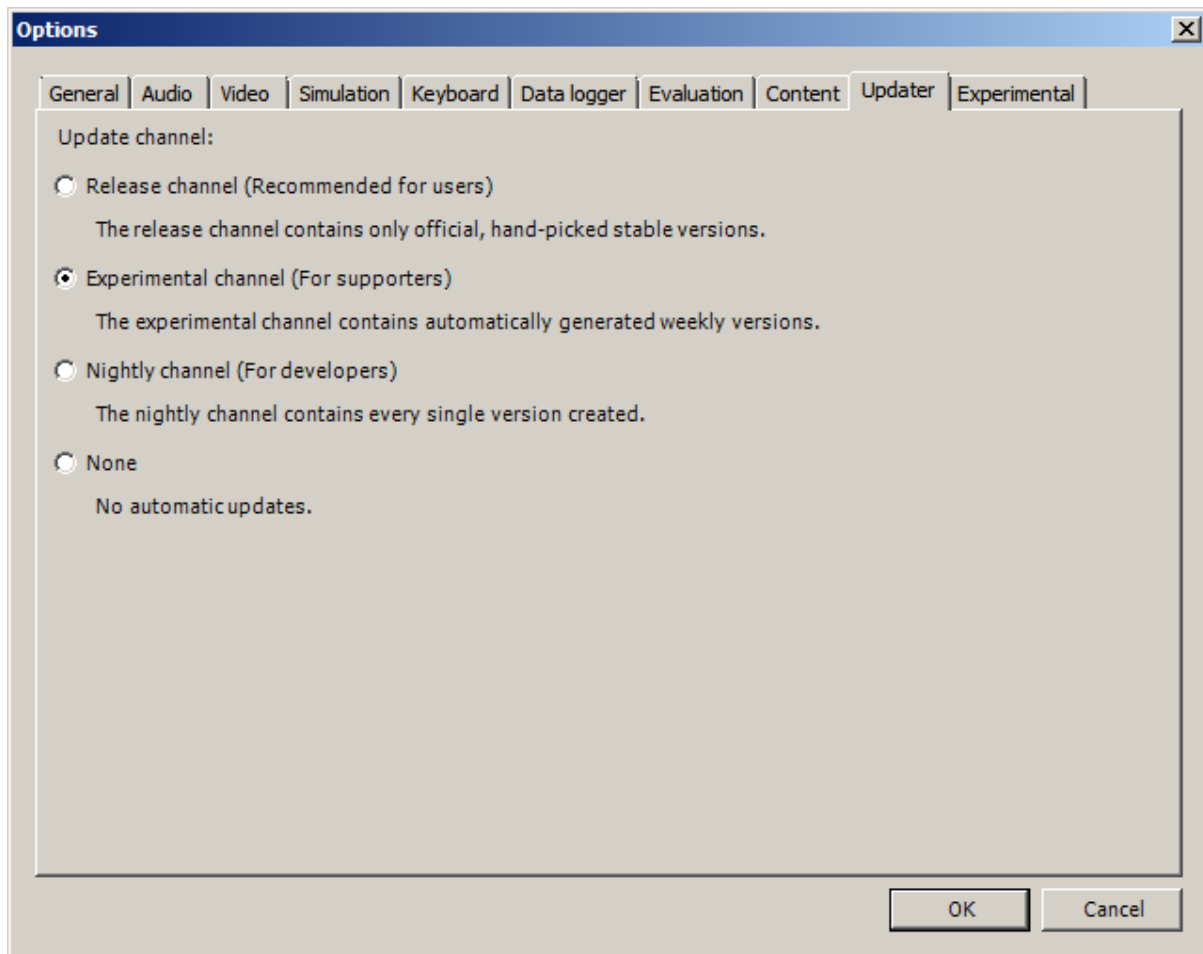 Options
General Audio Video Simulation Keyboard Data logger Evaluation Content Updater Experimental
Update channel:
Release channel (Recommended for users)
The release channel contains only official, hand-picked stable versions.
Experimental channel (For supporters)
The experimental channel contains automatically generated weekly versions.
Nightly channel (For developers)
The nightly channel contains every single version created.
None
No automatic updates.
OK Cancel